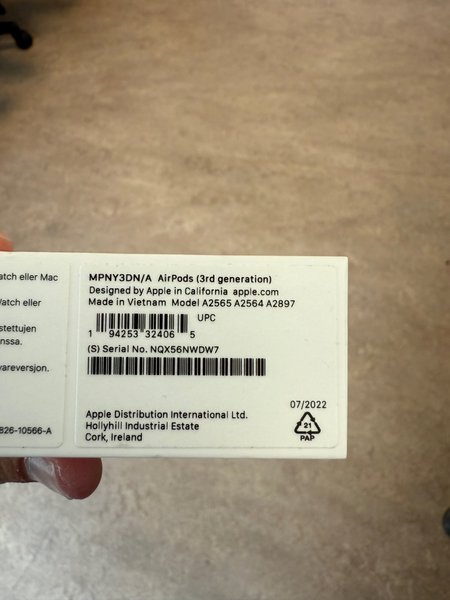 atch eller Mac
Watch eller
stettujen
nssa.
vareversjon.
826-10566-A
MPNY3DN/A AirPods (3rd generation)
Designed by Apple in California apple.com
Made in Vietnam Model A2565 A2564 A2897
UPC
1 94253 32406 5
(S) Serial No. NQX56NWDW7
07/2022
Apple Distribution International Ltd.
Hollyhill Industrial Estate
Cork, Ireland
21
PAP